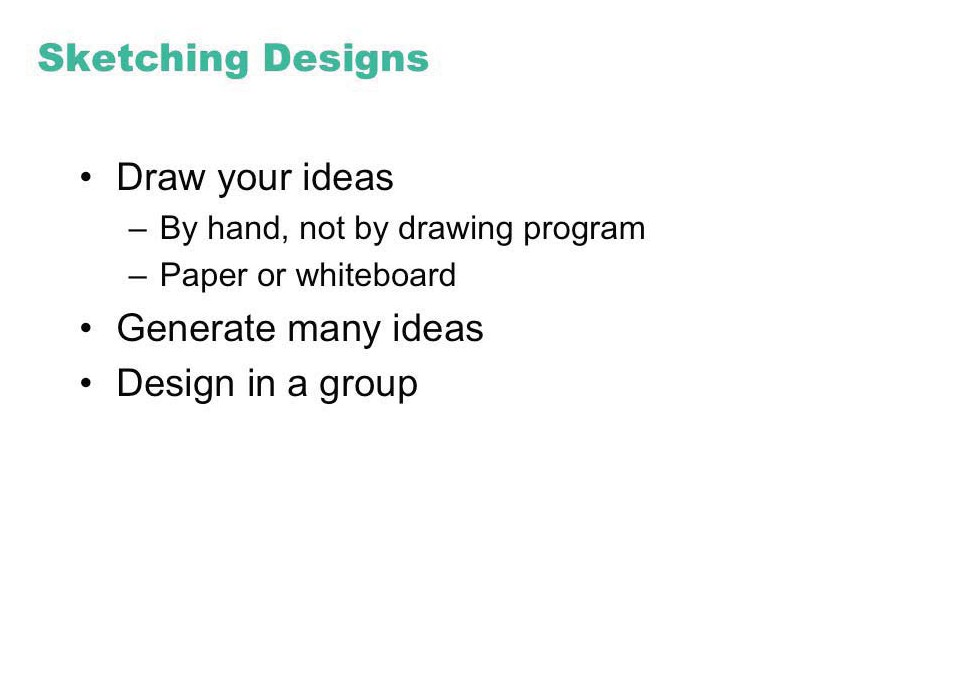 Sketching Designs
• Draw your ideas
– By hand, not by drawing program
– Paper or whiteboard
• Generate many ideas
• Design in a group